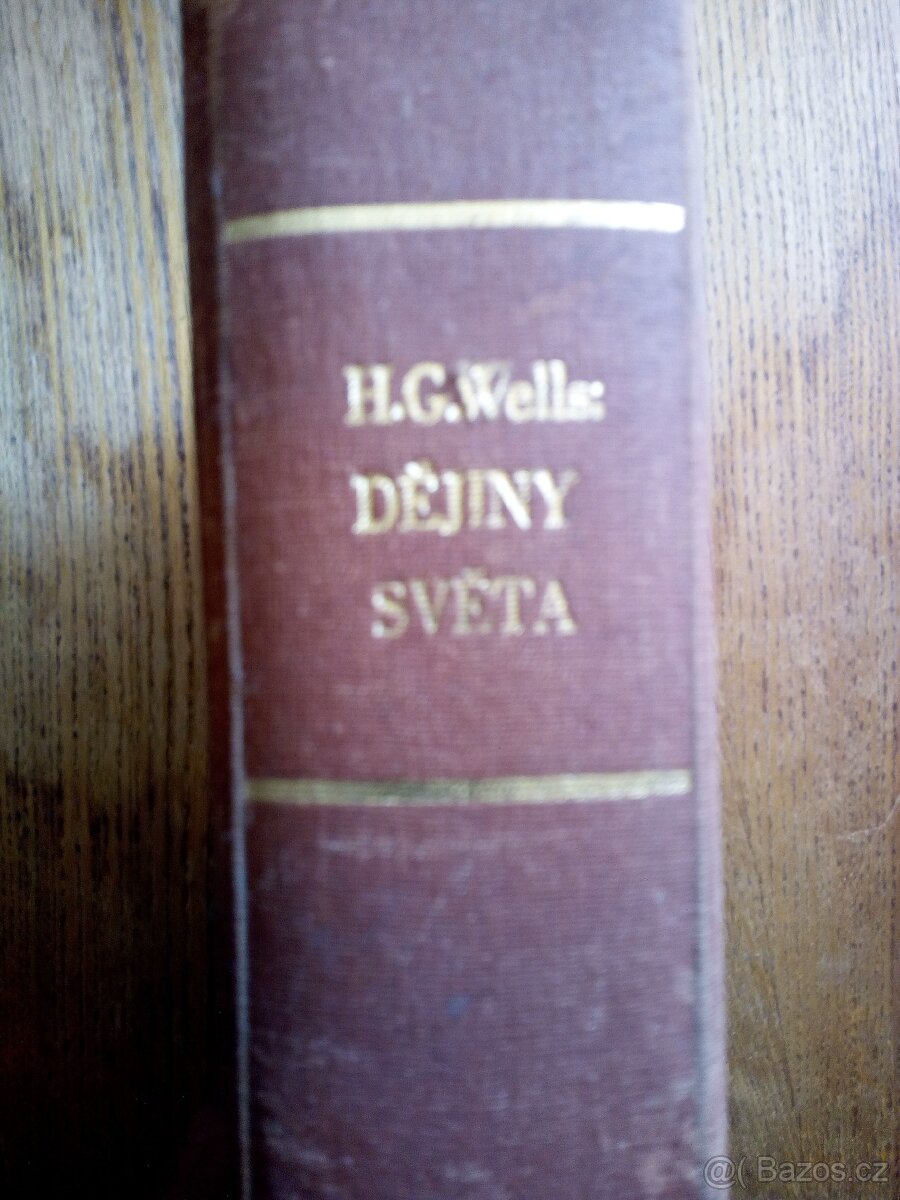 H.G.Wells:
DĚJINY
SVĚTA
@( Bazos.cz